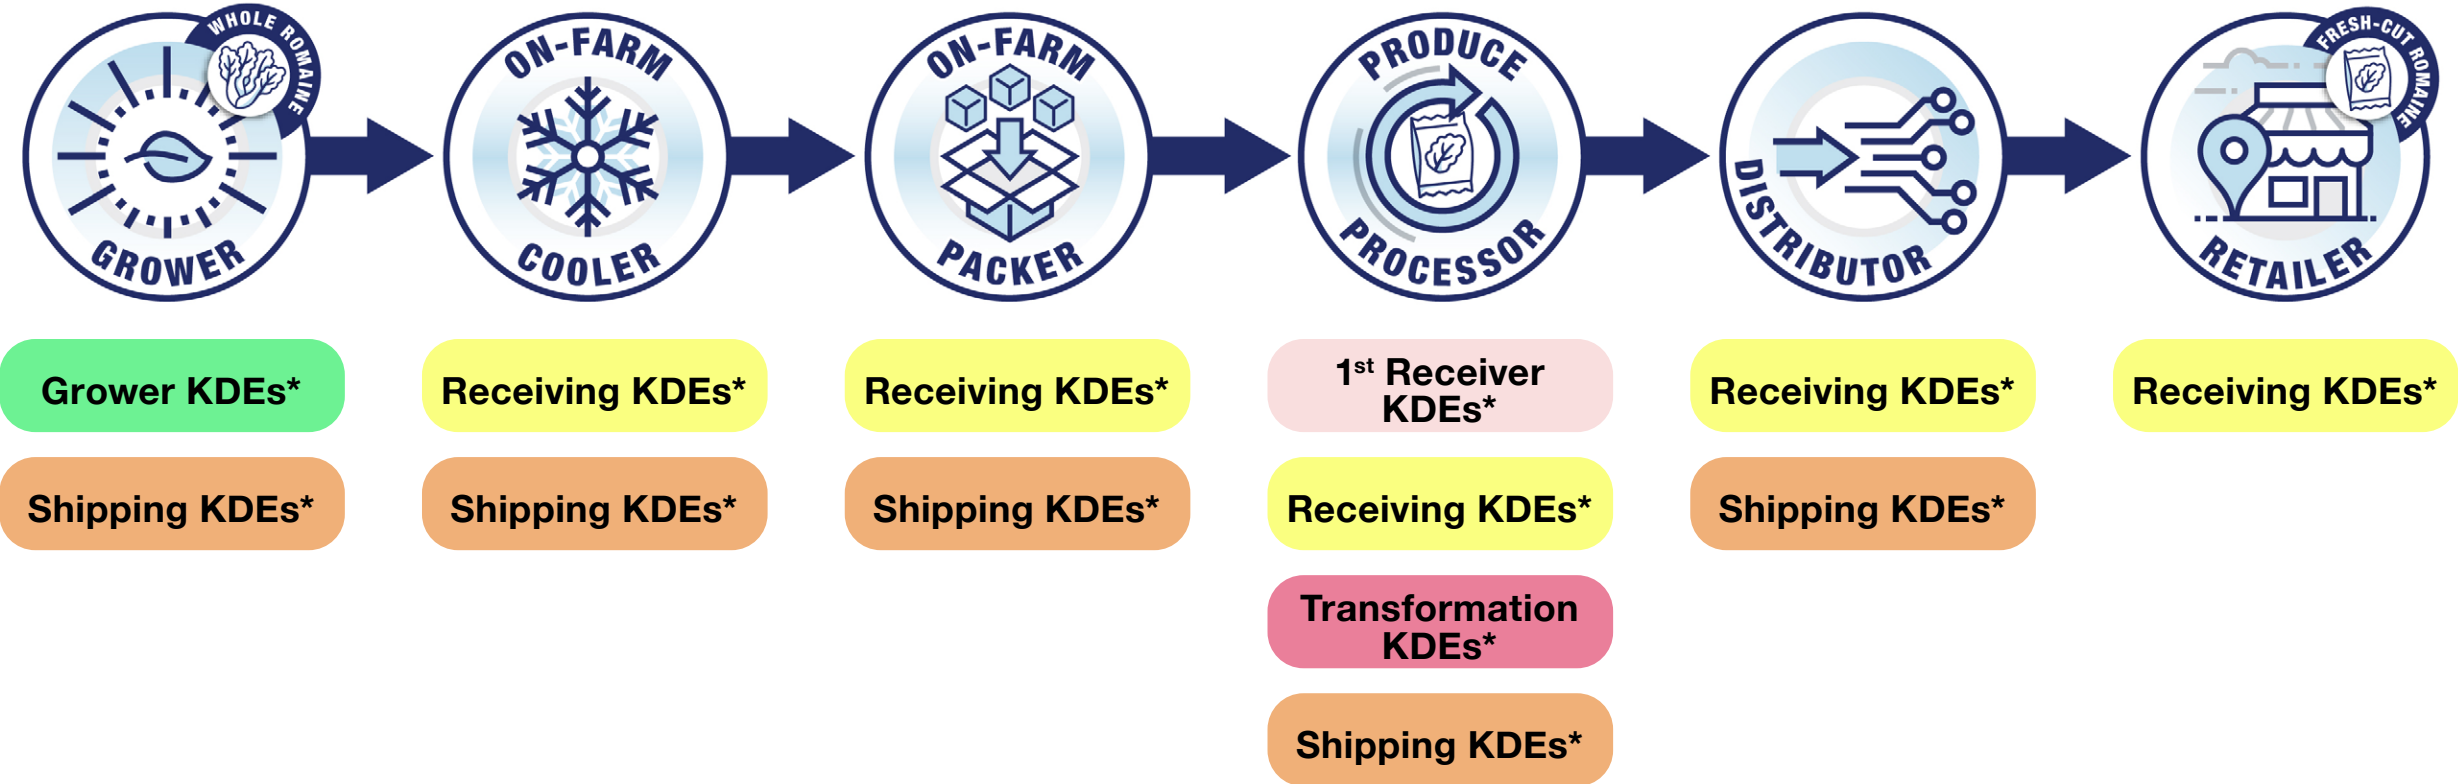 WHOLE ROMAINE
GROWER
ON-FARM
COOLER
ON-FARM
PACKER
PRODUCE
PROCESSOR
DISTRIBUTOR
FRESH-CUT ROMAINE
RETAILER
Grower KDEs*
Receiving KDEs*
Receiving KDEs*
1st Receiver
KDEs*
Receiving KDEs*
Receiving KDEs*
Shipping KDEs*
Shipping KDEs*
Shipping KDEs*
Receiving KDEs*
Shipping KDEs*
Transformation
KDEs*
Shipping KDEs*